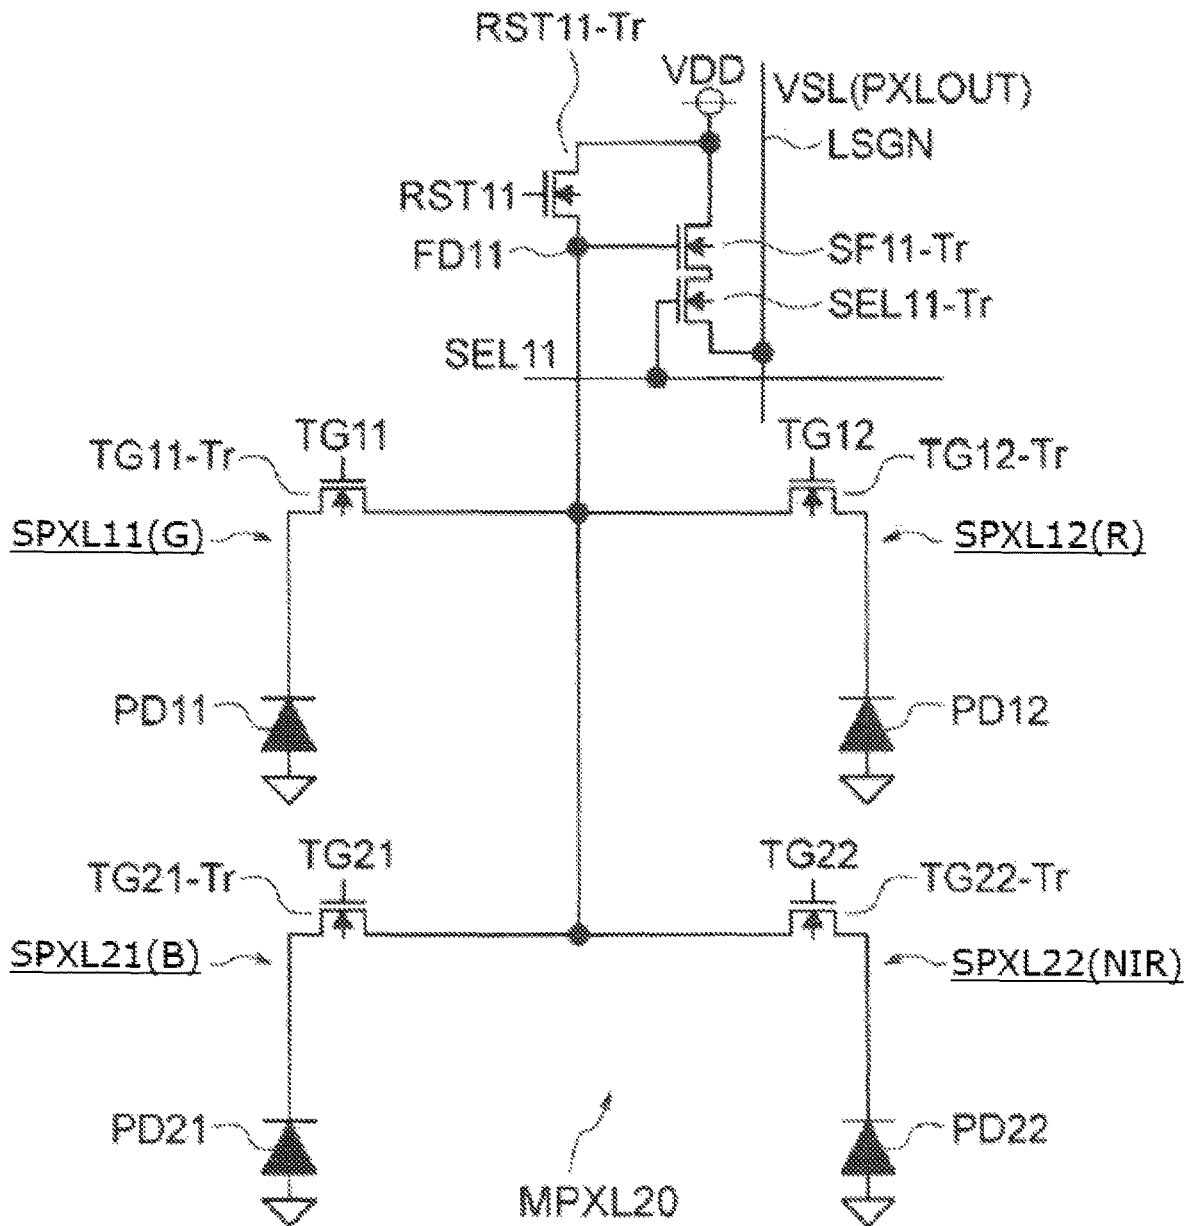 RST11-Tr
VDD
VSL(PXLOUT)
LSGN
RST11
FD11
SF11-Tr
SEL11-Tr
SEL11
TG11
TG12
TG11-Tr
TG12-Tr
SPXL11(G)
SPXL12(R)
PD11
PD12
TG21
TG22
TG21-Tr
TG22-Tr
SPXL21(B)
SPXL22(NIR)
PD21
PD22
MPXL20